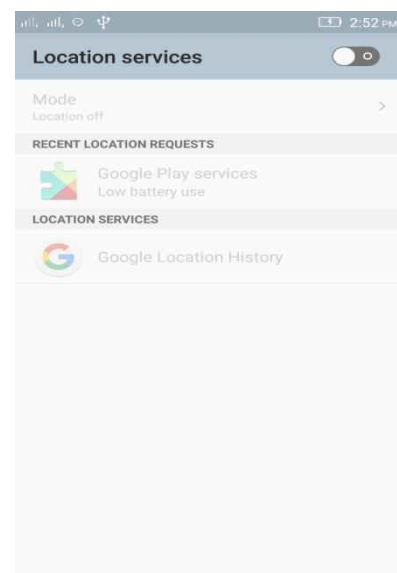 2:52 PM
Location services
Mode
Location off
RECENT LOCATION REQUESTS
Google Play services
Low battery use
LOCATION SERVICES
Google Location History